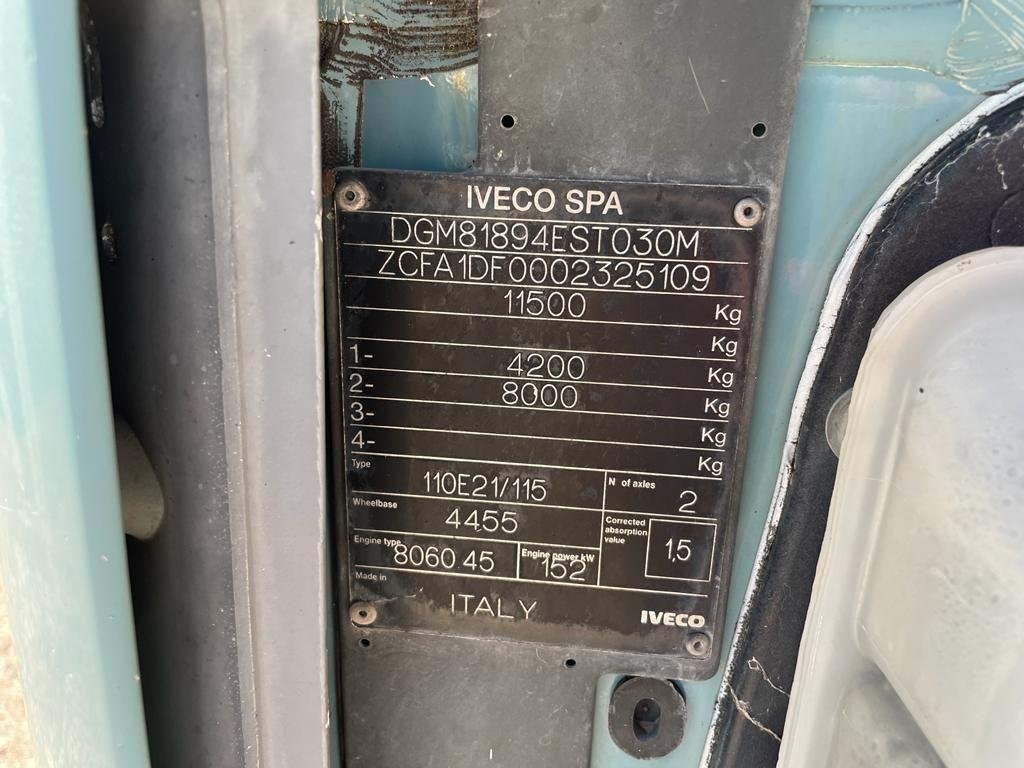 IVECO SPA
DGM81894EST030M
ZCFA1DF0002325109
11500 Kg
Kg
1- 4200 Kg
2- 8000 Kg
3- Kg
4- Kg
Type 110E21/115 N of axles 2
Wheelbase 4455 Corrected absorption value 1,5
Engine type 8060 45 Engine power kW 152
Made in ITALY IVECO